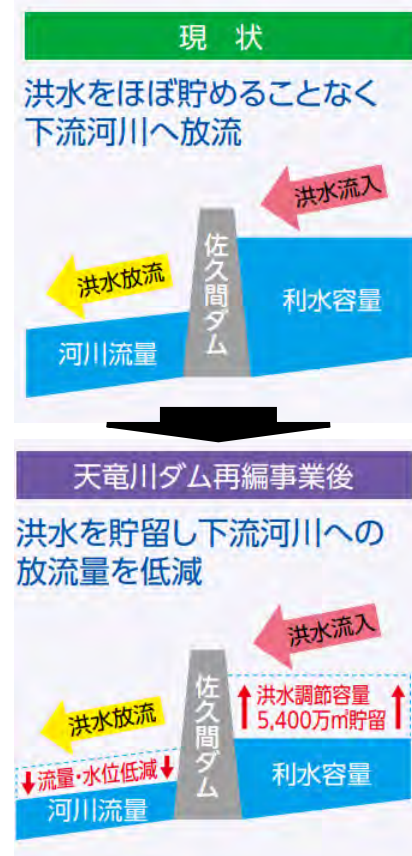 現 状
洪水をほぼ貯めることなく
下流河川へ放流
洪水流入
佐久間ダム
洪水放流
利水容量
河川流量
天竜川ダム再編事業後
洪水を貯留し下流河川への
放流量を低減
洪水流入
佐久間ダム
洪水調節容量
5,400万㎥貯留
洪水放流
流量・水位低減
利水容量
河川流量